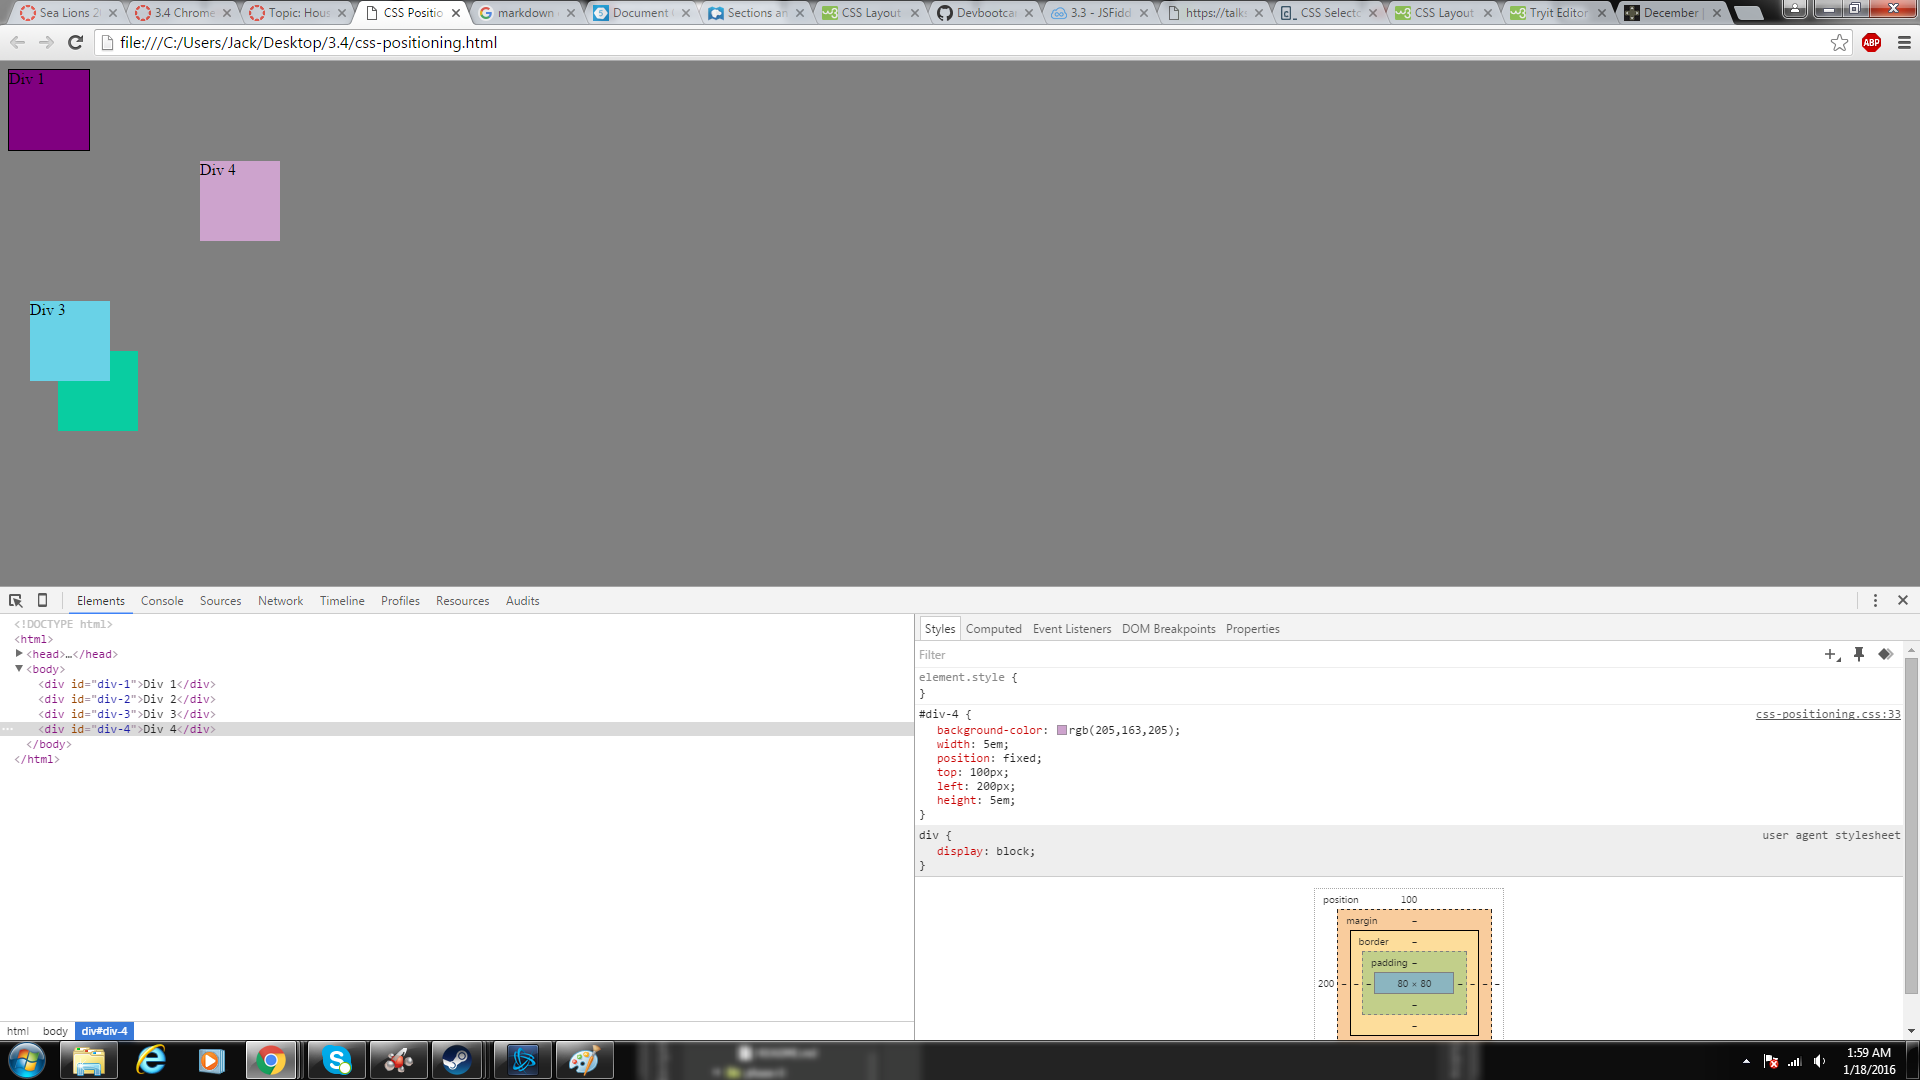 Sea Lions 2 3.4 Chrome Topic: Hous CSS Positio markdown Document Sections an CSS Layout Devbootca 3.3 - JSFidd https://talk CSS Selecto CSS Layout Tryit Editor December
file:///C:/Users/Jack/Desktop/3.4/css-positioning.html ABP
Div 1
Div 4
Div 3
Elements Console Sources Network Timeline Profiles Resources Audits
<!DOCTYPE html>
<html>
<head>…</head>
<body>
<div id="div-1">Div 1</div>
<div id="div-2">Div 2</div>
<div id="div-3">Div 3</div>
<div id="div-4">Div 4</div>
</body>
</html>
html body div#div-4
Styles Computed Event Listeners DOM Breakpoints Properties
Filter
element.style {
}
#div-4 { css-positioning.css:33
background-color: rgb(205,163,205);
width: 5em;
position: fixed;
top: 100px;
left: 200px;
height: 5em;
}
div { user agent stylesheet
display: block;
}
position 100
margin –
border –
padding –
200 – – – 80 × 80 – – – –
–
–
1:59 AM
1/18/2016